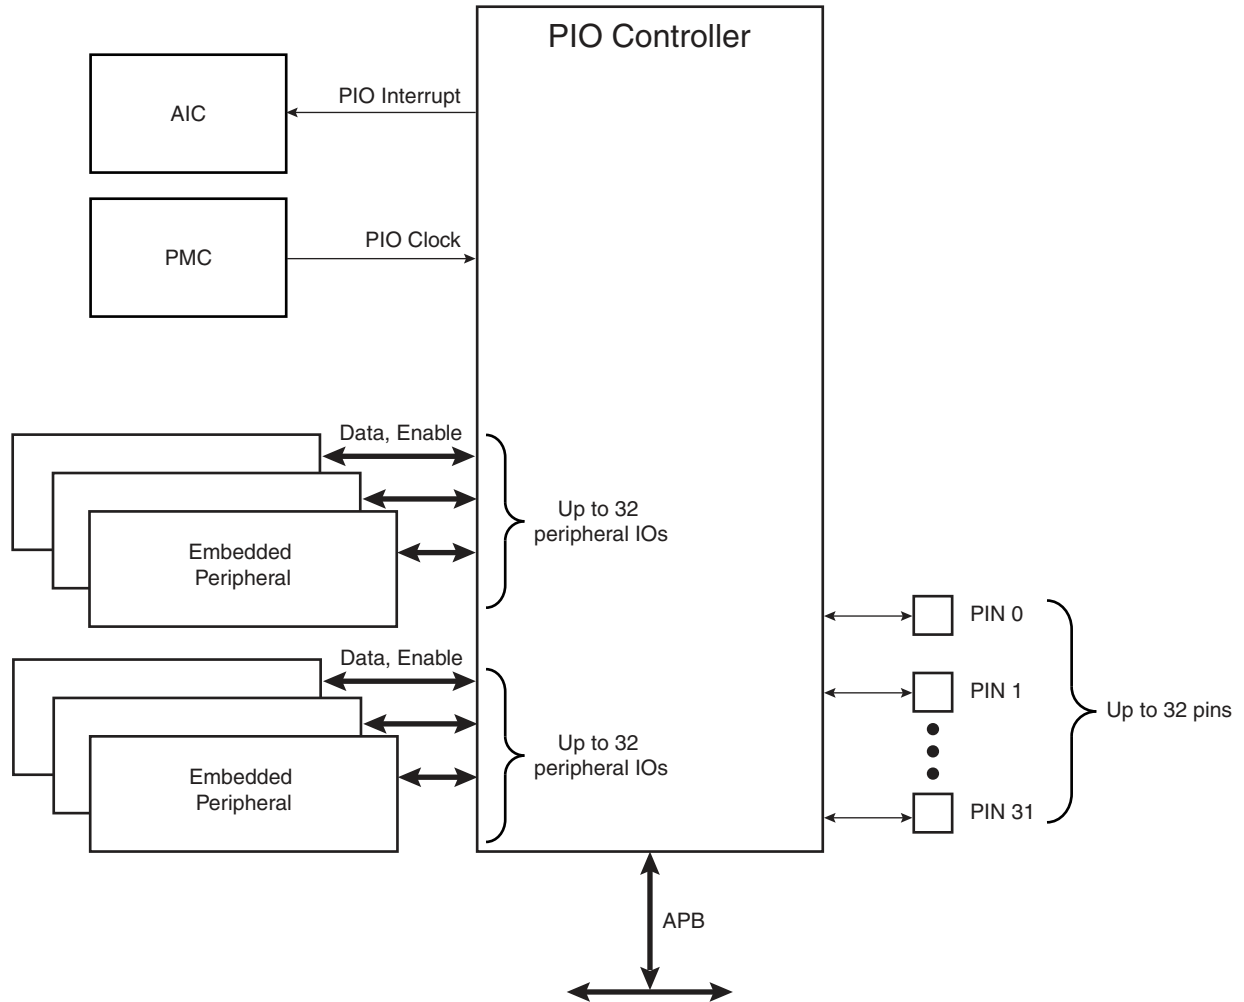 PIO Controller
PIO Interrupt
AIC
PIO Clock
PMC
Data, Enable
Up to 32
peripheral IOs
Embedded
Peripheral
PIN 0
Data, Enable
PIN 1
Up to 32 pins
Up to 32
peripheral IOs
Embedded
Peripheral
PIN 31
APB